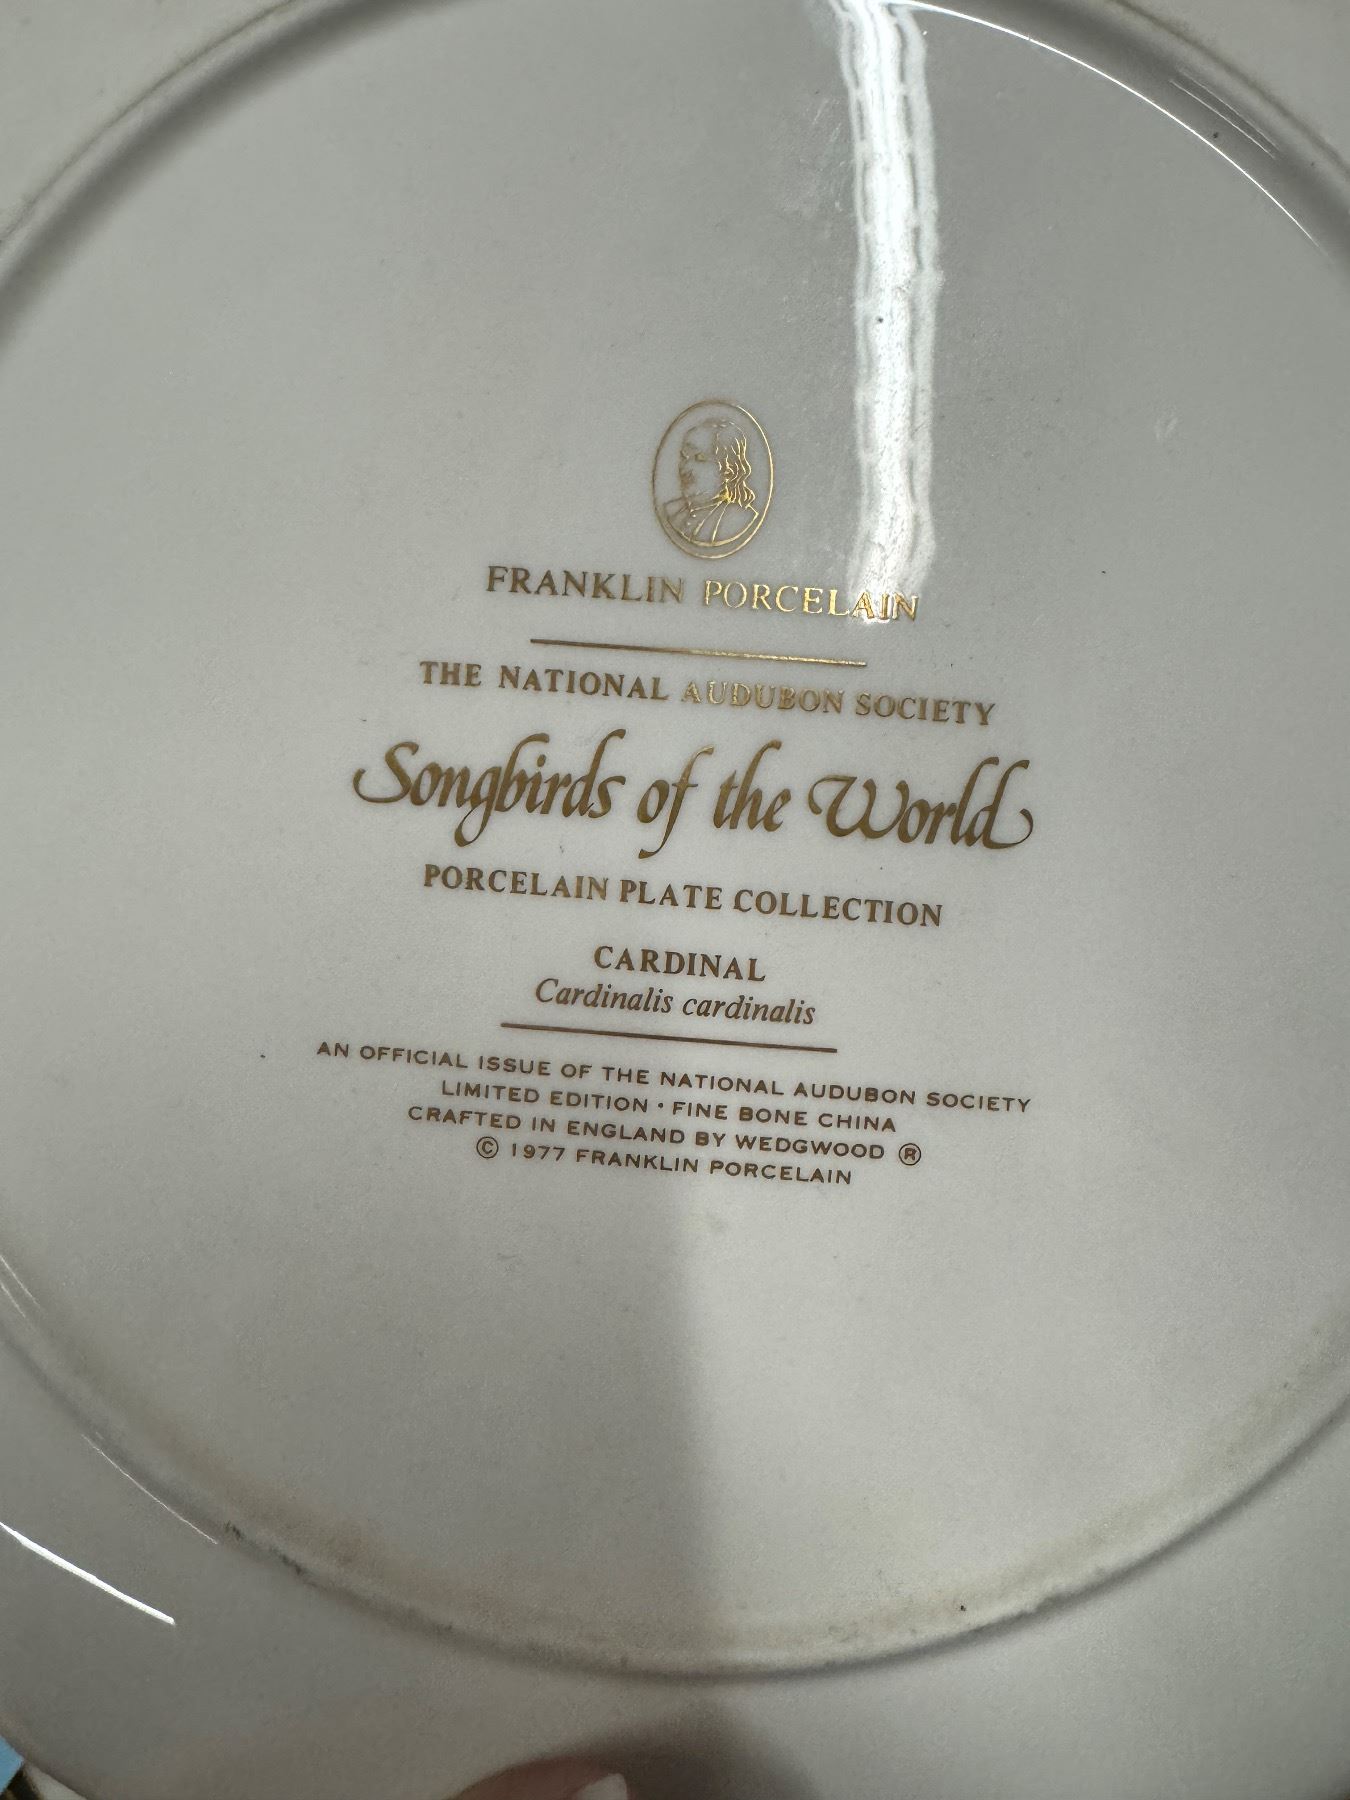 FRANKLIN PORCELAIN
THE NATIONAL AUDUBON SOCIETY
Songbirds of the World
PORCELAIN PLATE COLLECTION
CARDINAL
Cardinalis cardinalis
AN OFFICIAL ISSUE OF THE NATIONAL AUDUBON SOCIETY
LIMITED EDITION • FINE BONE CHINA
CRAFTED IN ENGLAND BY WEDGWOOD ®
© 1977 FRANKLIN PORCELAIN